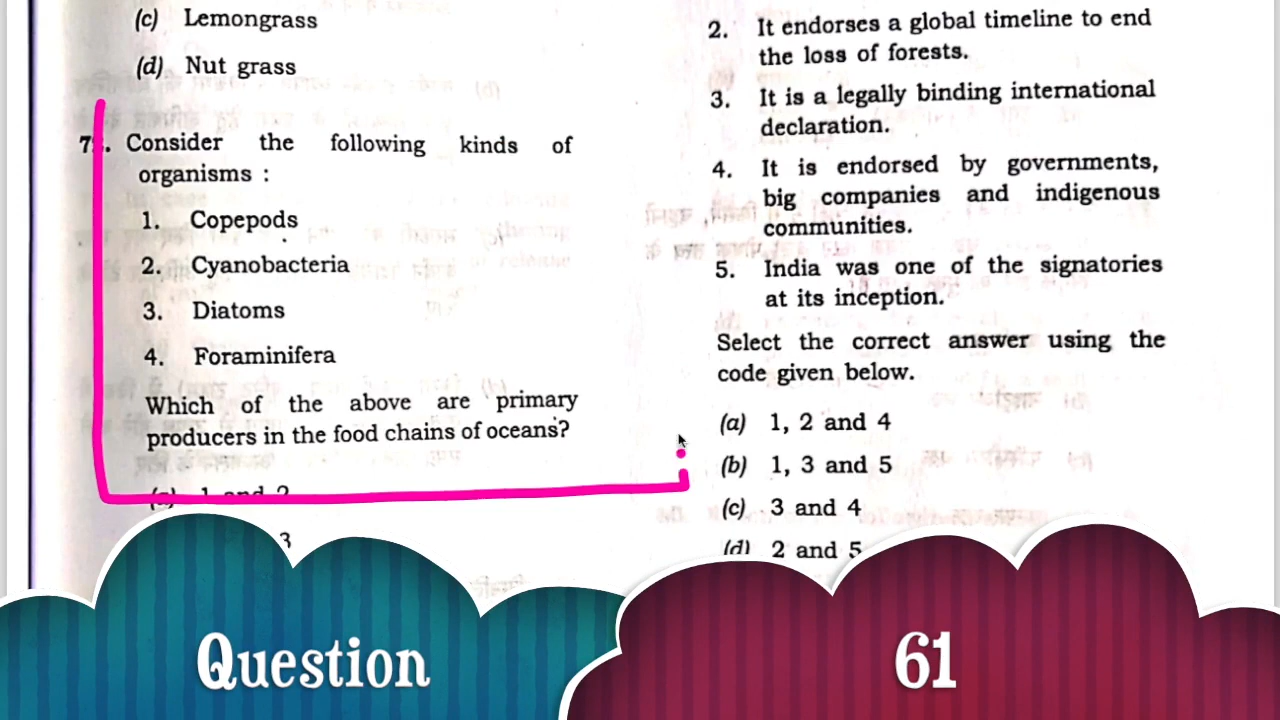 (c) Lemongrass
(d) Nut grass
Consider the following kinds of
organisms :
1. Copepods
2. Cyanobacteria
3. Diatoms
4. Foraminifera
Which of the above are primary
producers in the food chains of oceans?
1 and 2
3
2. It endorses a global timeline to end
the loss of forests.
3. It is a legally binding international
declaration.
4. It is endorsed by governments,
big companies and indigenous
communities.
5. India was one of the signatories
at its inception.
Select the correct answer using the
code given below.
(a) 1, 2 and 4
(b) 1, 3 and 5
(c) 3 and 4
(d) 2 and 5
Question
61